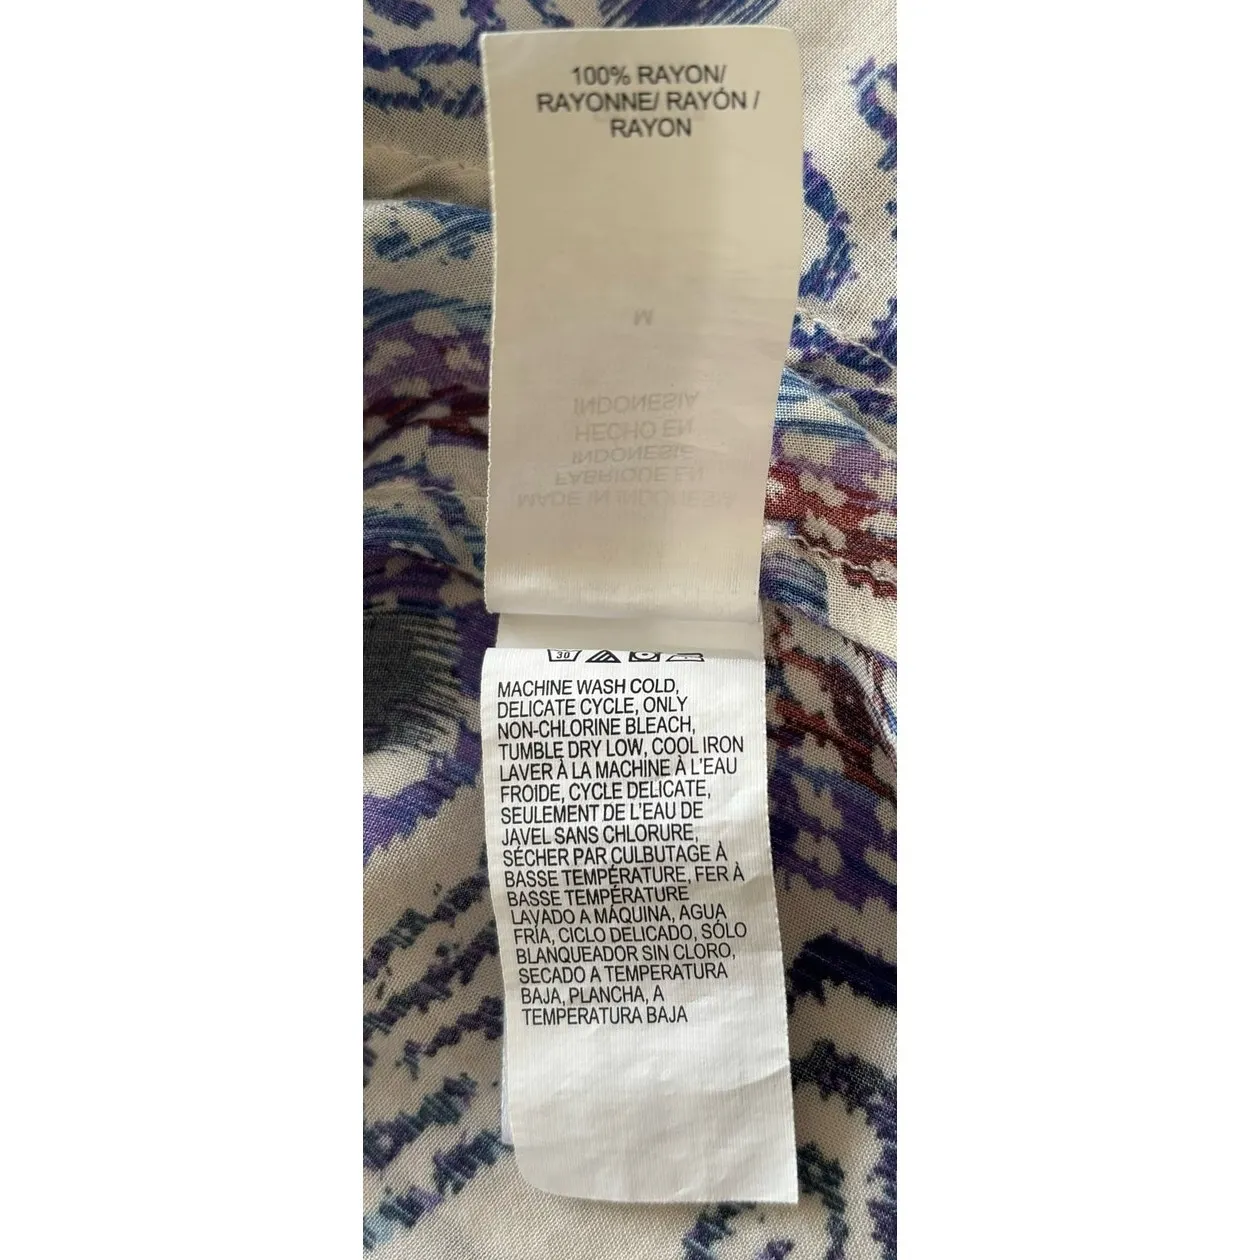 100% RAYON/
RAYONNE/ RAYÓN /
RAYON
M
INDONESIA
HECHO EN
INDONESIE
FABRIQUE EN
MADE IN INDONESIA
30
MACHINE WASH COLD,
DELICATE CYCLE, ONLY
NON-CHLORINE BLEACH,
TUMBLE DRY LOW, COOL IRON
LAVER À LA MACHINE À L'EAU
FROIDE, CYCLE DELICATE,
SEULEMENT DE L'EAU DE
JAVEL SANS CHLORURE,
SÉCHER PAR CULBUTAGE À
BASSE TEMPÉRATURE, FER À
BASSE TEMPÉRATURE
LAVADO A MÁQUINA, AGUA
FRÍA, CICLO DELICADO, SÓLO
BLANQUEADOR SIN CLORO,
SECADO A TEMPERATURA
BAJA, PLANCHA, A
TEMPERATURA BAJA